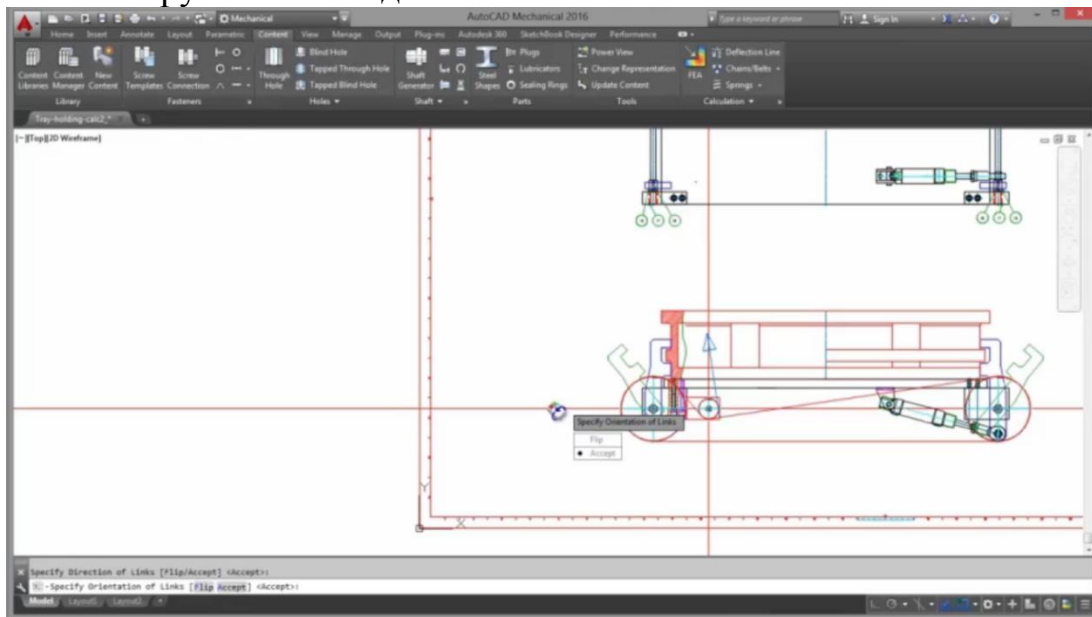 Mechanical
AutoCAD Mechanical 2016
Type a keyword or phrase
Sign In
Home Insert Annotate Layout Parametric Content View Manage Output Plug-ins Autodesk 360 SketchBook Designer Performance
Content Libraries
Content Manager
New Content
Screw Templates
Screw Connection
Through Hole
Blind Hole
Tapped Through Hole
Tapped Blind Hole
Shaft Generator
Steel Shapes
Plugs
Lubricators
Sealing Rings
Power View
Change Representation
Update Content
FEA
Deflection Line
Chains/Belts
Springs
Library Fasteners Holes Shaft Parts Tools Calculation
Tray-holding-calc2.*
[-][Top][2D Wireframe]
Specify Orientation of Links
Flip
Accept
Y
X
Specify Direction of Links [Flip/Accept] <Accept>:
-Specify Orientation of Links [Flip Accept] <Accept>:
Model Layout1 Layout2 +